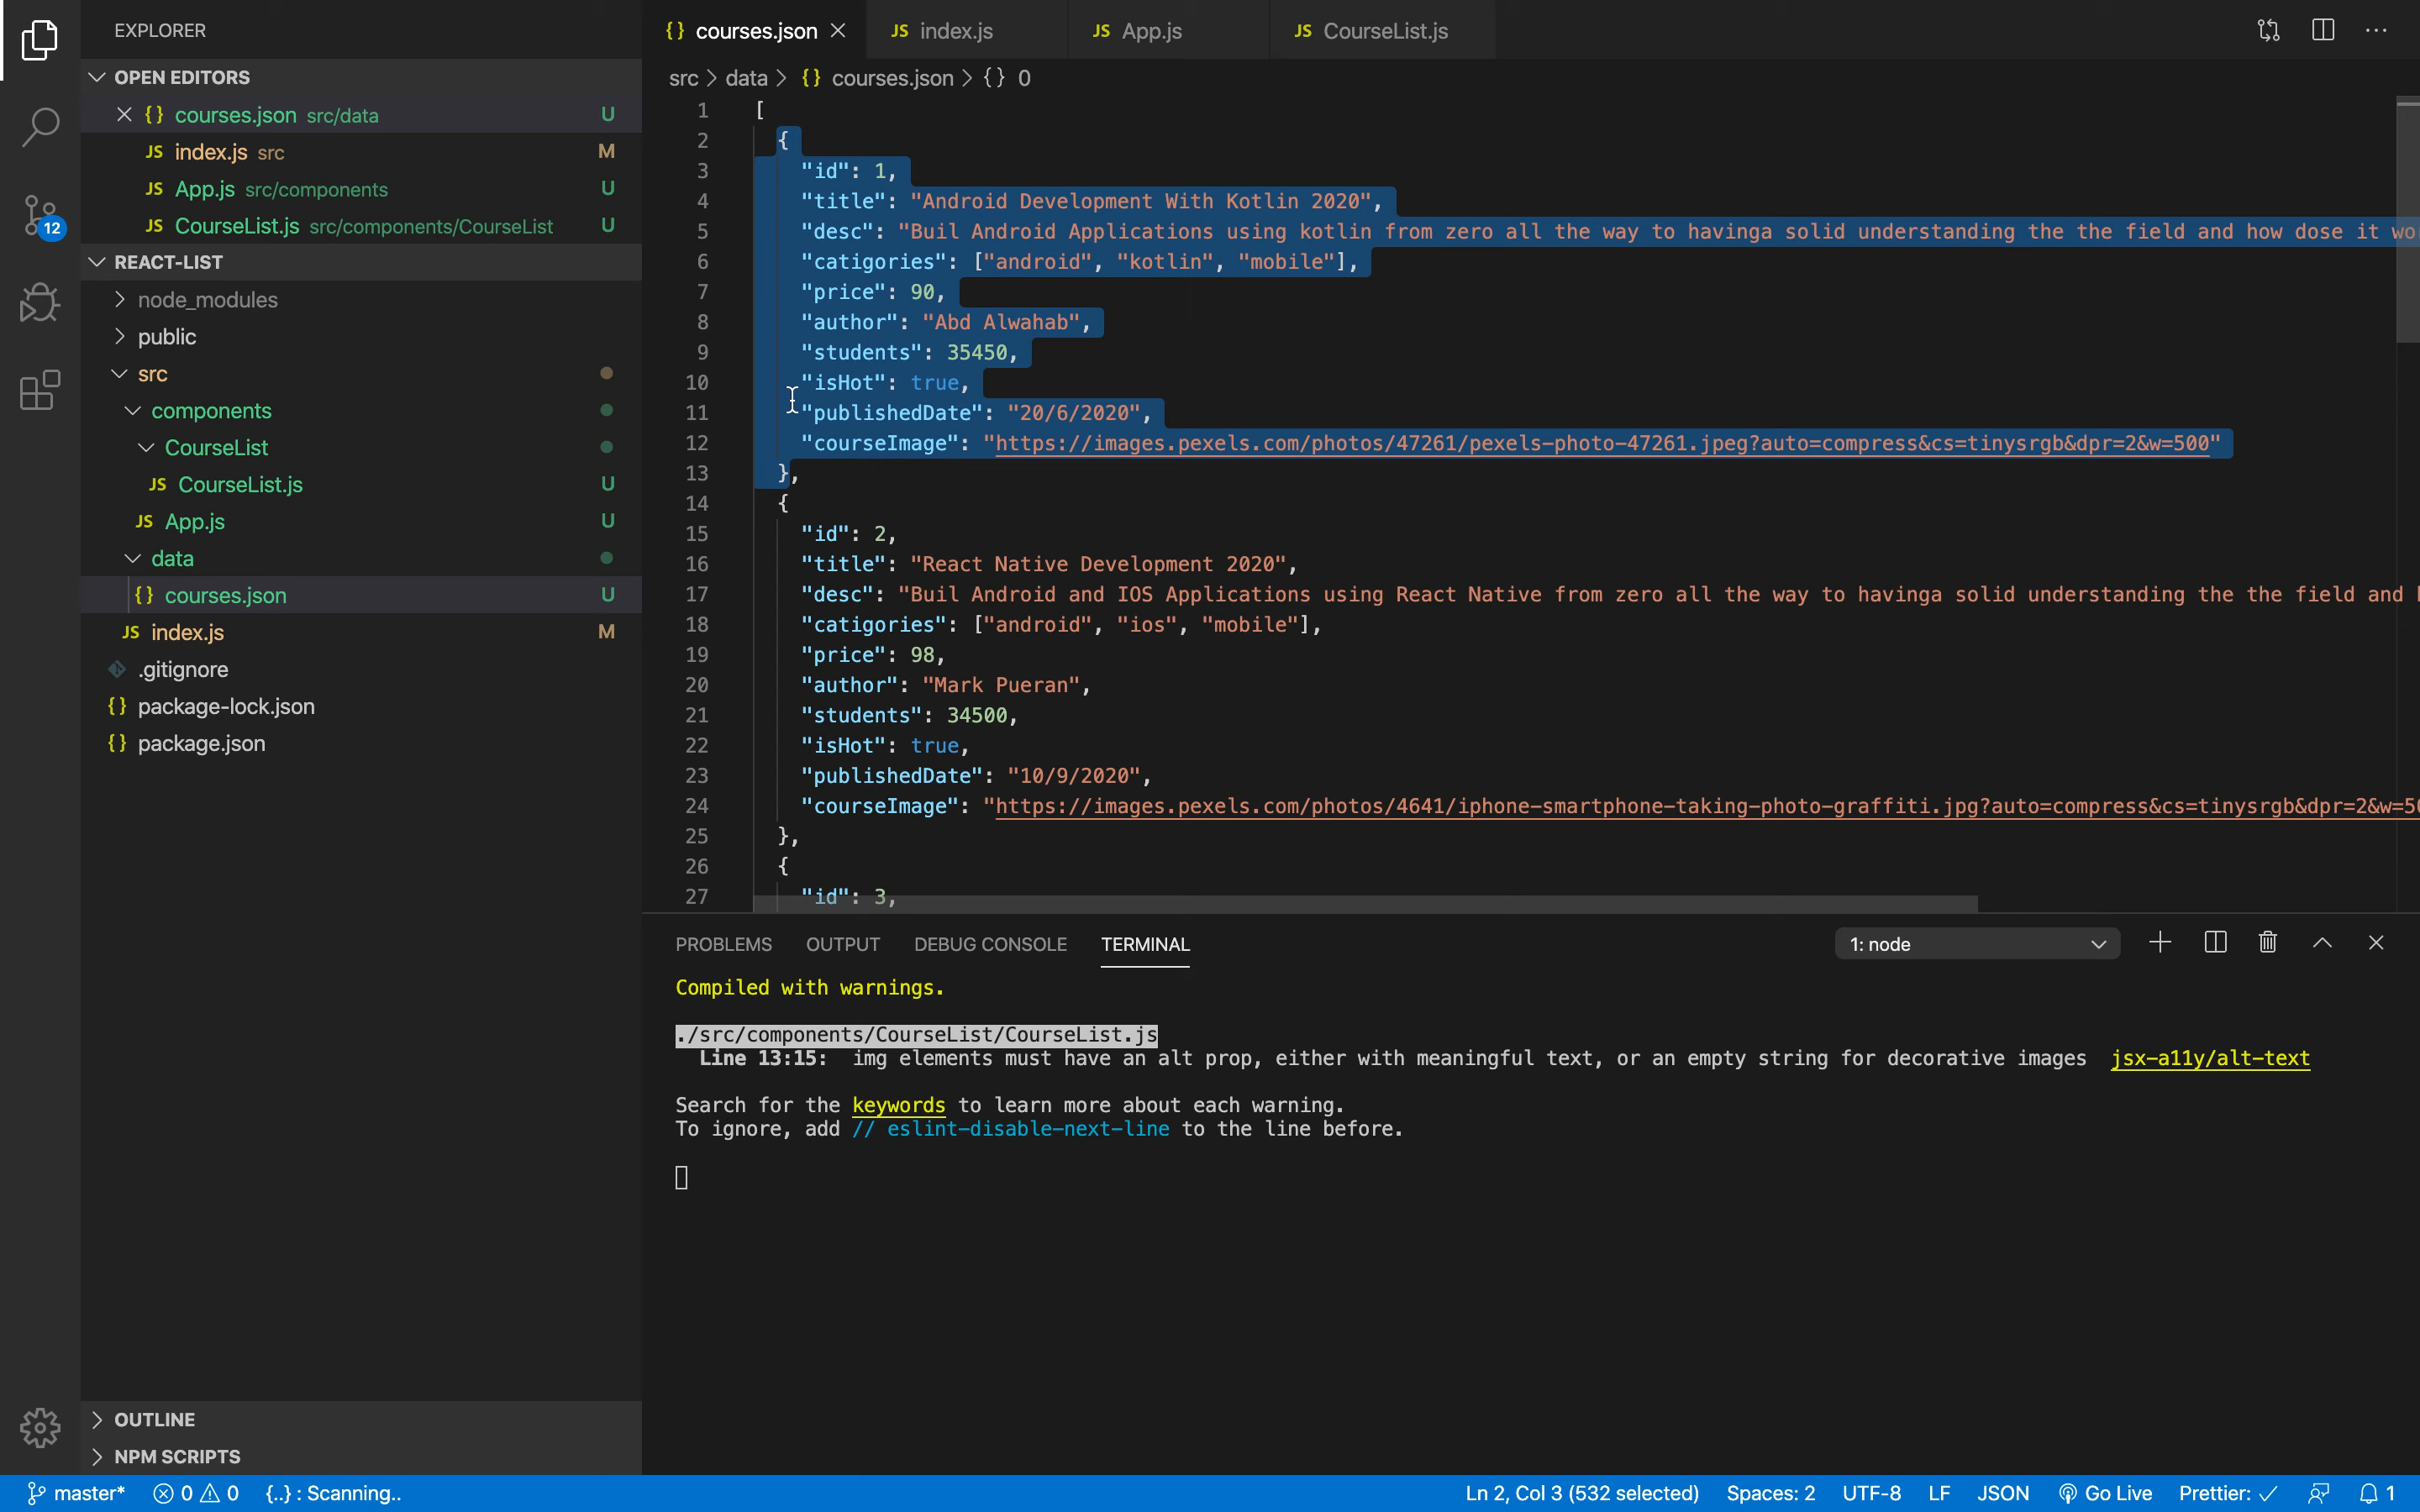 EXPLORER
OPEN EDITORS
{} courses.json src/data U
JS index.js src M
JS App.js src/components U
JS CourseList.js src/components/CourseList U
12
REACT-LIST
node_modules
public
src
components
CourseList
JS CourseList.js U
JS App.js U
data
{} courses.json U
JS index.js M
.gitignore
{} package-lock.json
{} package.json
OUTLINE
NPM SCRIPTS
{} courses.json JS index.js JS App.js JS CourseList.js
src > data > {} courses.json > {} 0
1 [
2 {
3 "id": 1,
4 "title": "Android Development With Kotlin 2020",
5 "desc": "Buil Android Applications using kotlin from zero all the way to havinga solid understanding the the field and how dose it wo
6 "catigories": ["android", "kotlin", "mobile"],
7 "price": 90,
8 "author": "Abd Alwahab",
9 "students": 35450,
10 "isHot": true,
11 "publishedDate": "20/6/2020",
12 "courseImage": "https://images.pexels.com/photos/47261/pexels-photo-47261.jpeg?auto=compress&cs=tinysrgb&dpr=2&w=500"
13 },
14 {
15 "id": 2,
16 "title": "React Native Development 2020",
17 "desc": "Buil Android and IOS Applications using React Native from zero all the way to havinga solid understanding the the field and
18 "catigories": ["android", "ios", "mobile"],
19 "price": 98,
20 "author": "Mark Pueran",
21 "students": 34500,
22 "isHot": true,
23 "publishedDate": "10/9/2020",
24 "courseImage": "https://images.pexels.com/photos/4641/iphone-smartphone-taking-photo-graffiti.jpg?auto=compress&cs=tinysrgb&dpr=2&w=5
25 },
26 {
27 "id": 3,
PROBLEMS OUTPUT DEBUG CONSOLE TERMINAL 1: node
Compiled with warnings.
./src/components/CourseList/CourseList.js
Line 13:15: img elements must have an alt prop, either with meaningful text, or an empty string for decorative images jsx-a11y/alt-text
Search for the keywords to learn more about each warning.
To ignore, add // eslint-disable-next-line to the line before.
master* 0 0 {..} : Scanning.. Ln 2, Col 3 (532 selected) Spaces: 2 UTF-8 LF JSON Go Live Prettier: ✓ 1